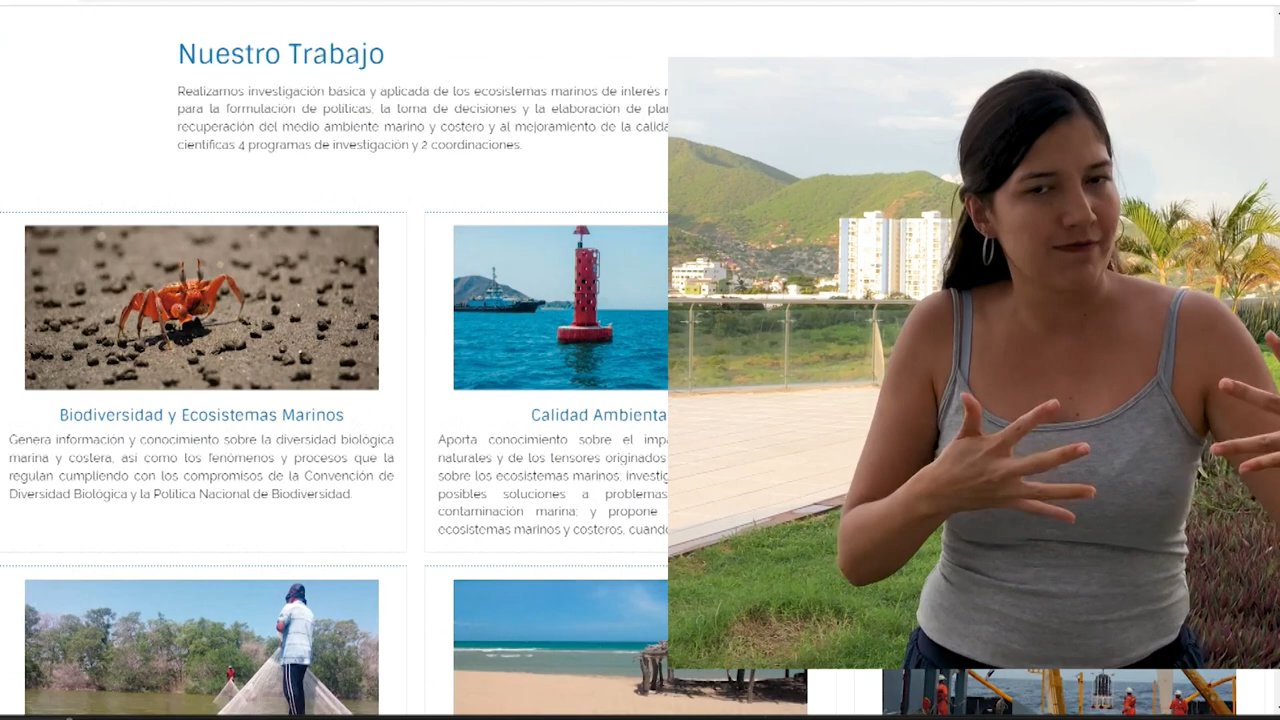 Nuestro Trabajo
Realizamos investigación básica y aplicada de los ecosistemas marinos de interés
para la formulación de políticas, la toma de decisiones y la elaboración de
recuperación del medio ambiente marino y costero y al mejoramiento de la
científicas 4 programas de investigación y 2 coordinaciones.
Biodiversidad y Ecosistemas Marinos
Genera información y conocimiento sobre la diversidad biológica
marina y costera, así como los fenómenos y procesos que la
regulan cumpliendo con los compromisos de la Convención de
Diversidad Biológica y la Política Nacional de Biodiversidad.
Calidad Ambienta
Aporta conocimiento sobre el
naturales y de los tensores originados
sobre los ecosistemas marinos;
posibles soluciones a problemas
contaminación marina; y propone
ecosistemas marinos y costeros,